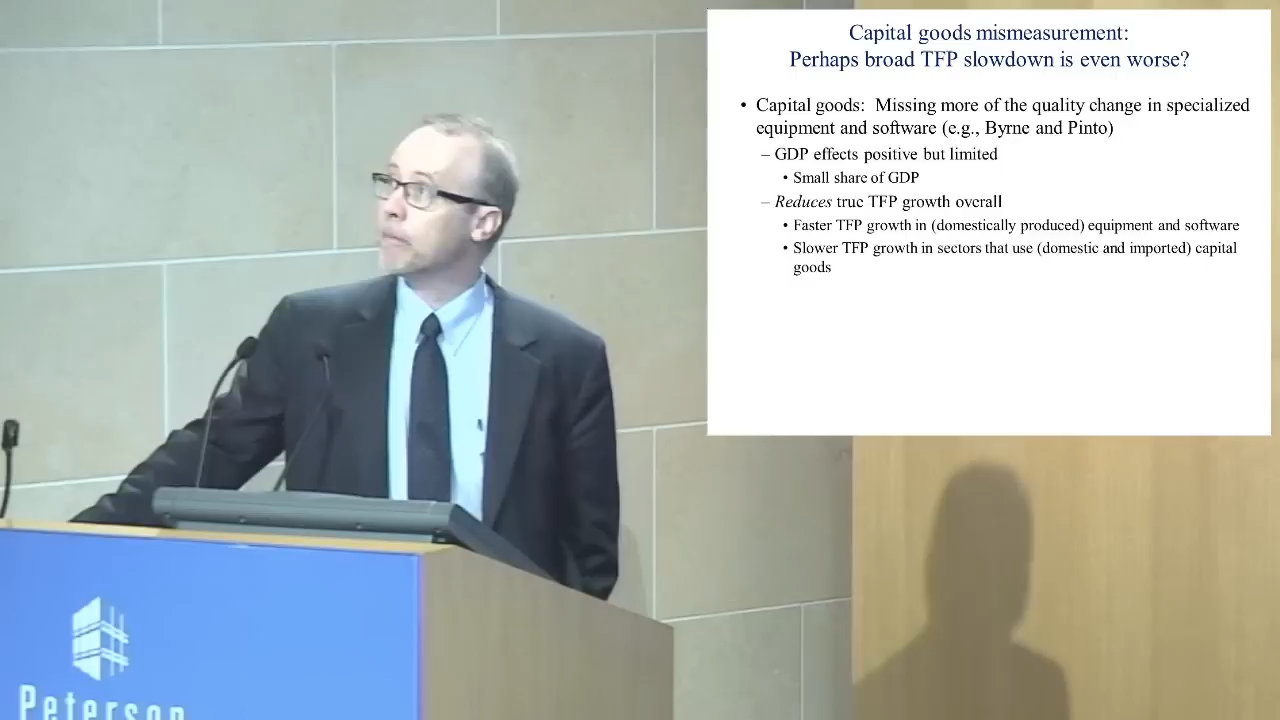 Capital goods mismeasurement:
Perhaps broad TFP slowdown is even worse?
• Capital goods:  Missing more of the quality change in specialized
equipment and software (e.g., Byrne and Pinto)
– GDP effects positive but limited
• Small share of GDP
– Reduces true TFP growth overall
• Faster TFP growth in (domestically produced) equipment and software
• Slower TFP growth in sectors that use (domestic and imported) capital
goods
Peterson